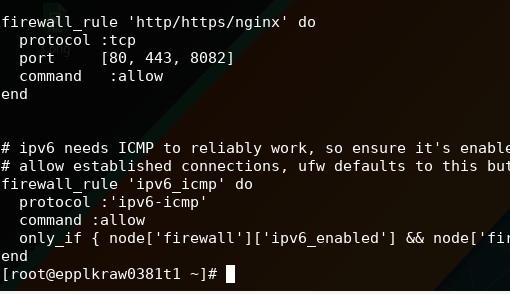 firewall_rule 'http/https/nginx' do
  protocol :tcp
  port     [80, 443, 8082]
  command   :allow
end
# ipv6 needs ICMP to reliably work, so ensure it's enable
# allow established connections, ufw defaults to this but
firewall_rule 'ipv6_icmp' do
  protocol :'ipv6-icmp'
  command :allow
  only_if { node['firewall']['ipv6_enabled'] && node['fir
end
[root@epplkraw0381t1 ~]#